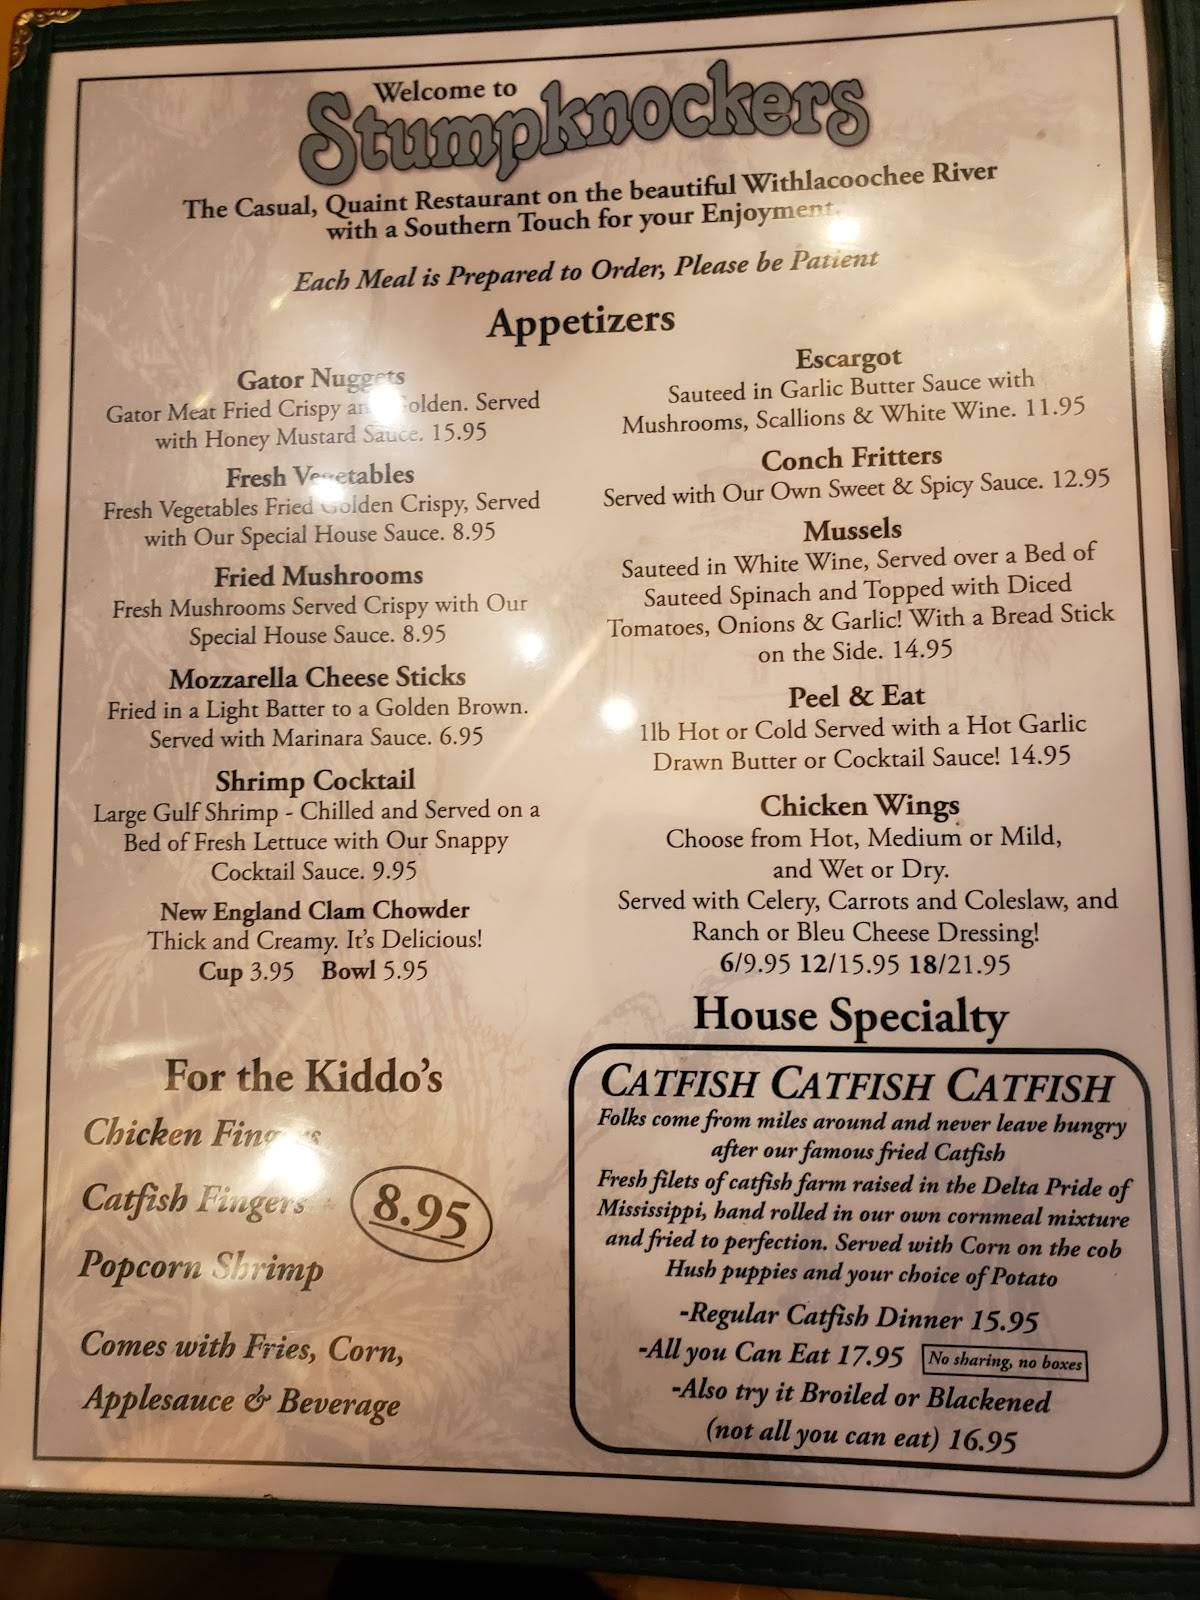 Welcome to
Stumpknockers
The Casual, Quaint Restaurant on the beautiful Withlacoochee River
with a Southern Touch for your Enjoyment.
Each Meal is Prepared to Order, Please be Patient
Appetizers
Gator Nuggets
Gator Meat Fried Crispy and Golden. Served
with Honey Mustard Sauce. 15.95
Fresh Vegetables
Fresh Vegetables Fried Golden Crispy, Served
with Our Special House Sauce. 8.95
Fried Mushrooms
Fresh Mushrooms Served Crispy with Our
Special House Sauce. 8.95
Mozzarella Cheese Sticks
Fried in a Light Batter to a Golden Brown.
Served with Marinara Sauce. 6.95
Shrimp Cocktail
Large Gulf Shrimp - Chilled and Served on a
Bed of Fresh Lettuce with Our Snappy
Cocktail Sauce. 9.95
New England Clam Chowder
Thick and Creamy. It's Delicious!
Cup 3.95 Bowl 5.95
Escargot
Sauteed in Garlic Butter Sauce with
Mushrooms, Scallions & White Wine. 11.95
Conch Fritters
Served with Our Own Sweet & Spicy Sauce. 12.95
Mussels
Sauteed in White Wine, Served over a Bed of
Sauteed Spinach and Topped with Diced
Tomatoes, Onions & Garlic! With a Bread Stick
on the Side. 14.95
Peel & Eat
1lb Hot or Cold Served with a Hot Garlic
Drawn Butter or Cocktail Sauce! 14.95
Chicken Wings
Choose from Hot, Medium or Mild,
and Wet or Dry.
Served with Celery, Carrots and Coleslaw, and
Ranch or Bleu Cheese Dressing!
6/9.95 12/15.95 18/21.95
For the Kiddo's
Chicken Fingers
Catfish Fingers
8.95
Popcorn Shrimp
Comes with Fries, Corn,
Applesauce & Beverage
House Specialty
CATFISH CATFISH CATFISH
Folks come from miles around and never leave hungry
after our famous fried Catfish
Fresh filets of catfish farm raised in the Delta Pride of
Mississippi, hand rolled in our own cornmeal mixture
and fried to perfection. Served with Corn on the cob
Hush puppies and your choice of Potato
-Regular Catfish Dinner 15.95
-All you Can Eat 17.95 No sharing, no boxes
-Also try it Broiled or Blackened
(not all you can eat) 16.95